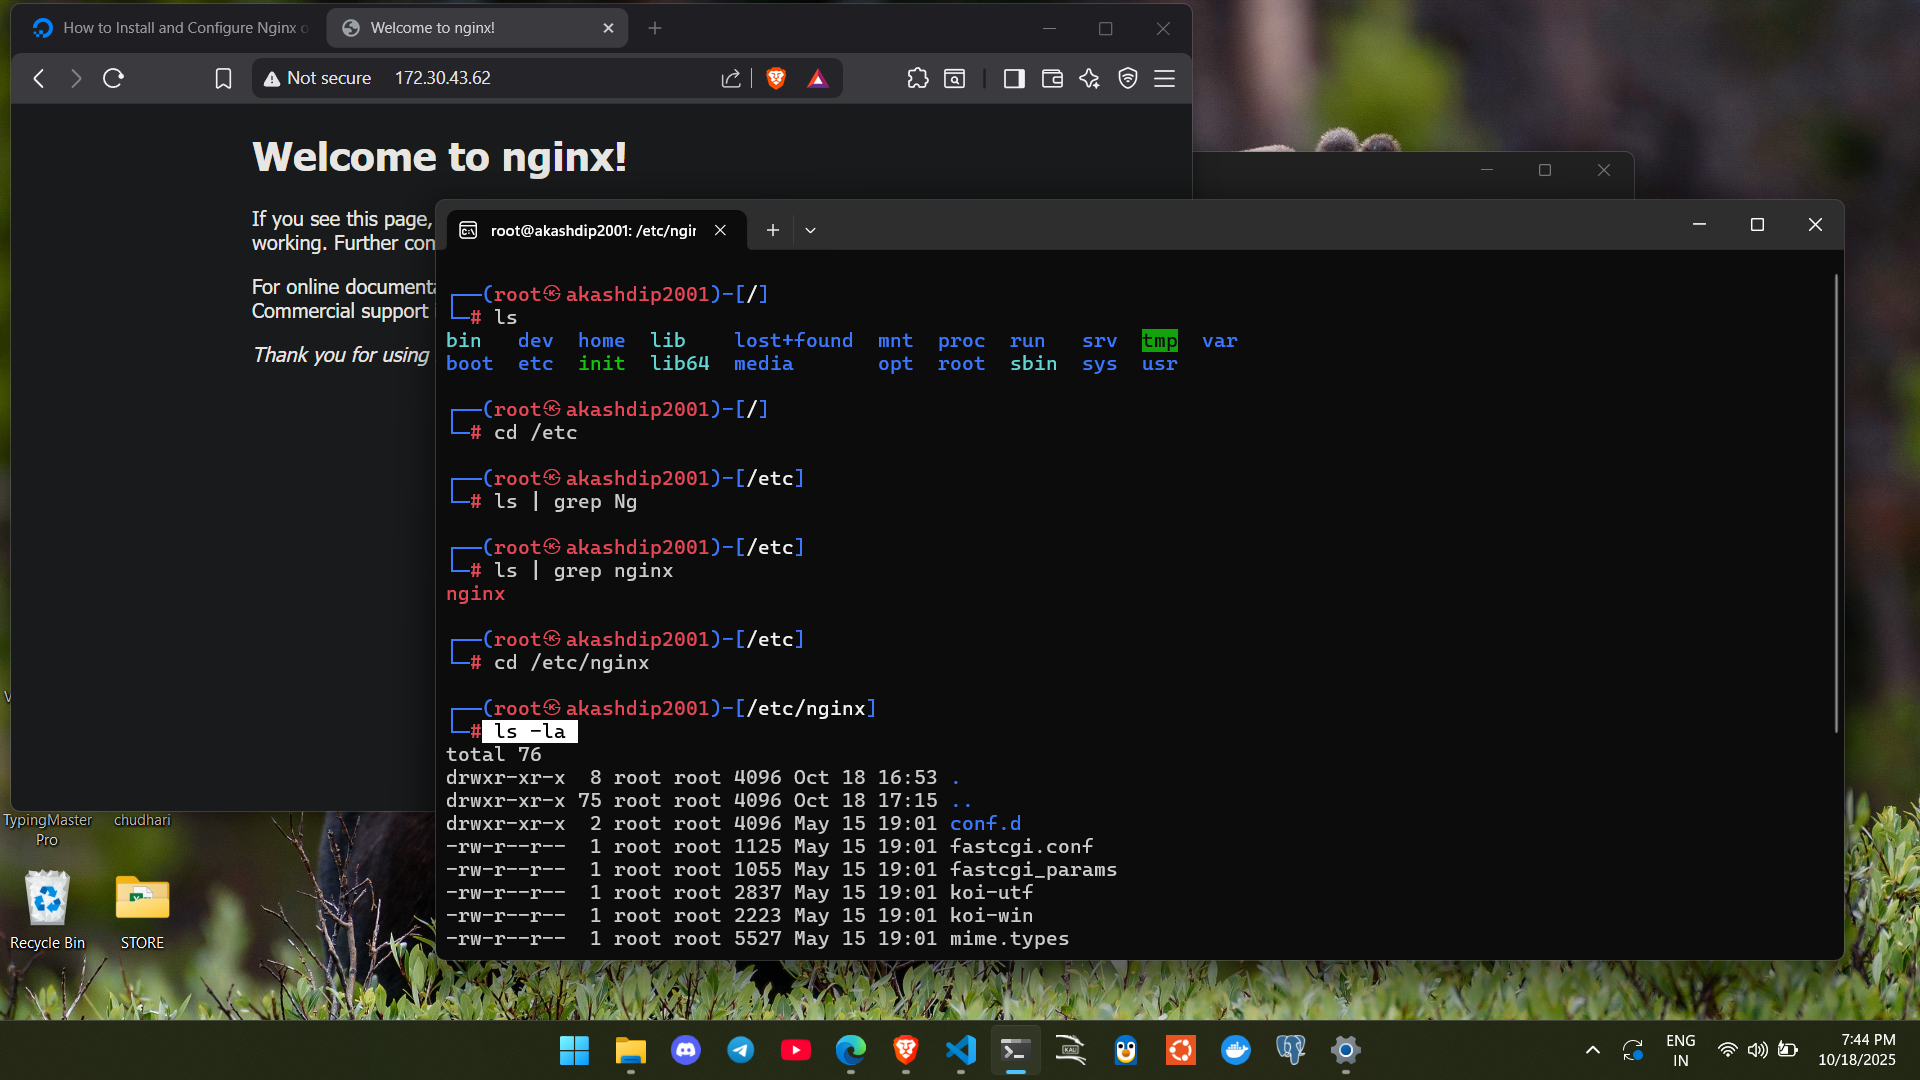 How to Install and Configure Nginx o
Welcome to nginx!
Not secure
172.30.43.62
Welcome to nginx!
If you see this page,
working. Further con
For online documenta
Commercial support
Thank you for using
root@akashdip2001: /etc/ngin
(root㉿akashdip2001)-[/]
# ls
bin dev home lib lost+found mnt proc run srv tmp var
boot etc init lib64 media opt root sbin sys usr
(root㉿akashdip2001)-[/]
# cd /etc
(root㉿akashdip2001)-[/etc]
# ls | grep Ng
(root㉿akashdip2001)-[/etc]
# ls | grep nginx
nginx
(root㉿akashdip2001)-[/etc]
# cd /etc/nginx
(root㉿akashdip2001)-[/etc/nginx]
# ls -la
total 76
drwxr-xr-x 8 root root 4096 Oct 18 16:53 .
drwxr-xr-x 75 root root 4096 Oct 18 17:15 ..
drwxr-xr-x 2 root root 4096 May 15 19:01 conf.d
-rw-r--r-- 1 root root 1125 May 15 19:01 fastcgi.conf
-rw-r--r-- 1 root root 1055 May 15 19:01 fastcgi_params
-rw-r--r-- 1 root root 2837 May 15 19:01 koi-utf
-rw-r--r-- 1 root root 2223 May 15 19:01 koi-win
-rw-r--r-- 1 root root 5527 May 15 19:01 mime.types
TypingMaster
Pro
chudhari
Recycle Bin
STORE
KALI
ENG
IN
7:44 PM
10/18/2025